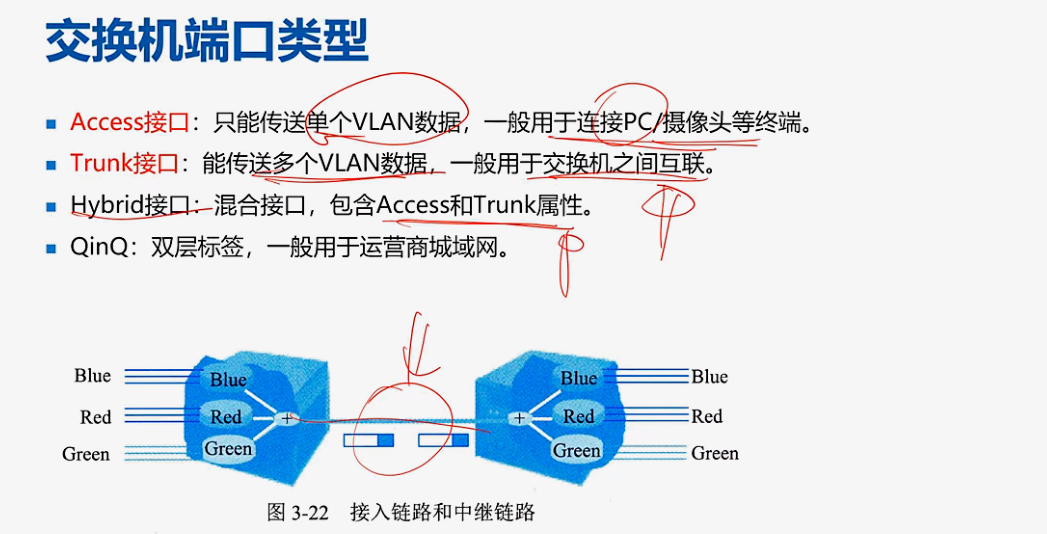 交换机端口类型
Access接口：只能传送单个VLAN数据，一般用于连接PC/摄像头等终端。
Trunk接口：能传送多个VLAN数据，一般用于交换机之间互联。
Hybrid接口：混合接口，包含Access和Trunk属性。
QinQ：双层标签，一般用于运营商城域网。
Blue Blue Blue Blue
Red Red + + Red Red
Green Green Green Green
图 3-22 接入链路和中继链路